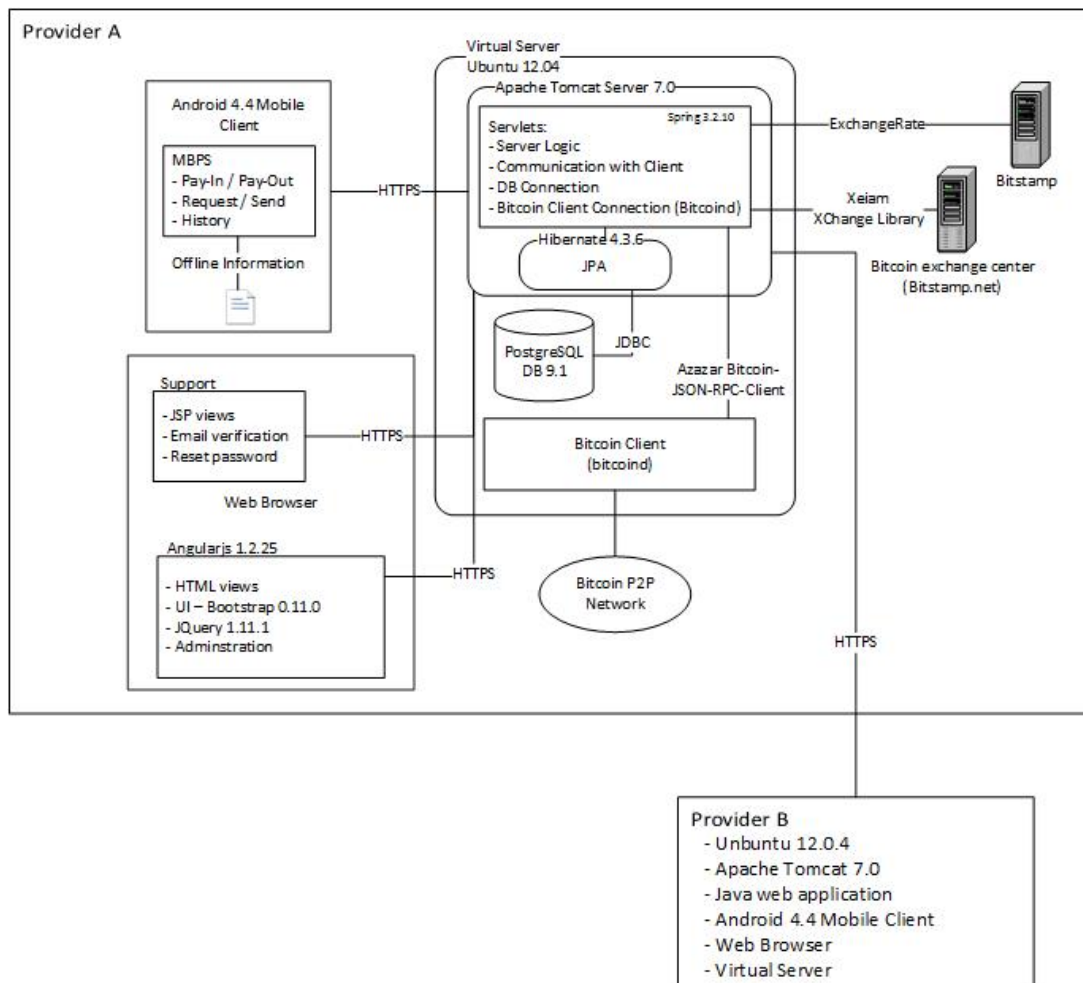 Provider A
Virtual Server
Ubuntu 12.04
Apache Tomcat Server 7.0
Spring 3.2.10
Servlets:
- Server Logic
- Communication with Client
- DB Connection
- Bitcoin Client Connection (Bitcoind)
Hibernate 4.3.6
JPA
Android 4.4 Mobile
Client
MBPS
- Pay-In / Pay-Out
- Request / Send
- History
Offline Information
HTTPS
ExchangeRate
Bitstamp
Xeiam
XChange Library
Bitcoin exchange center
(Bitstamp.net)
PostgreSQL
DB 9.1
JDBC
Azazar Bitcoin-
JSON-RPC-Client
Support
- JSP views
- Email verification
- Reset password
HTTPS
Web Browser
Bitcoin Client
(bitcoind)
Angularjs 1.2.25
- HTML views
- UI – Bootstrap 0.11.0
- JQuery 1.11.1
- Adminstration
HTTPS
Bitcoin P2P
Network
HTTPS
Provider B
- Unbuntu 12.0.4
- Apache Tomcat 7.0
- Java web application
- Android 4.4 Mobile Client
- Web Browser
- Virtual Server